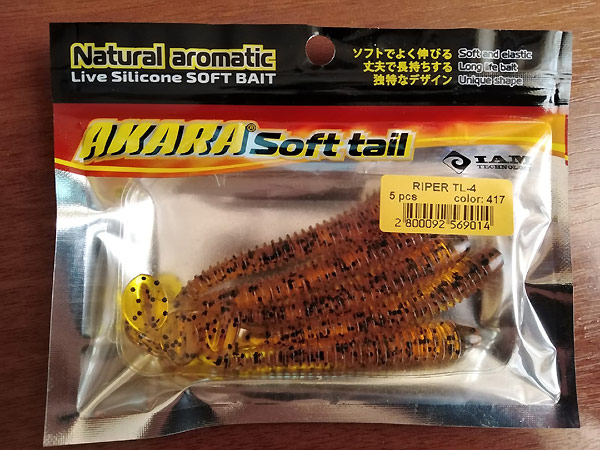 Natural aromatic
Live Silicone SOFT BAIT
ソフトでよく伸びる Soft and elastic
丈夫で長持ちする Long life bait
独特なデザイン Unique shape
AKARA® Soft tail
IAM
TECHNOLOGY
RIPER TL-4
5 pcs color: 417
2 800092 569014